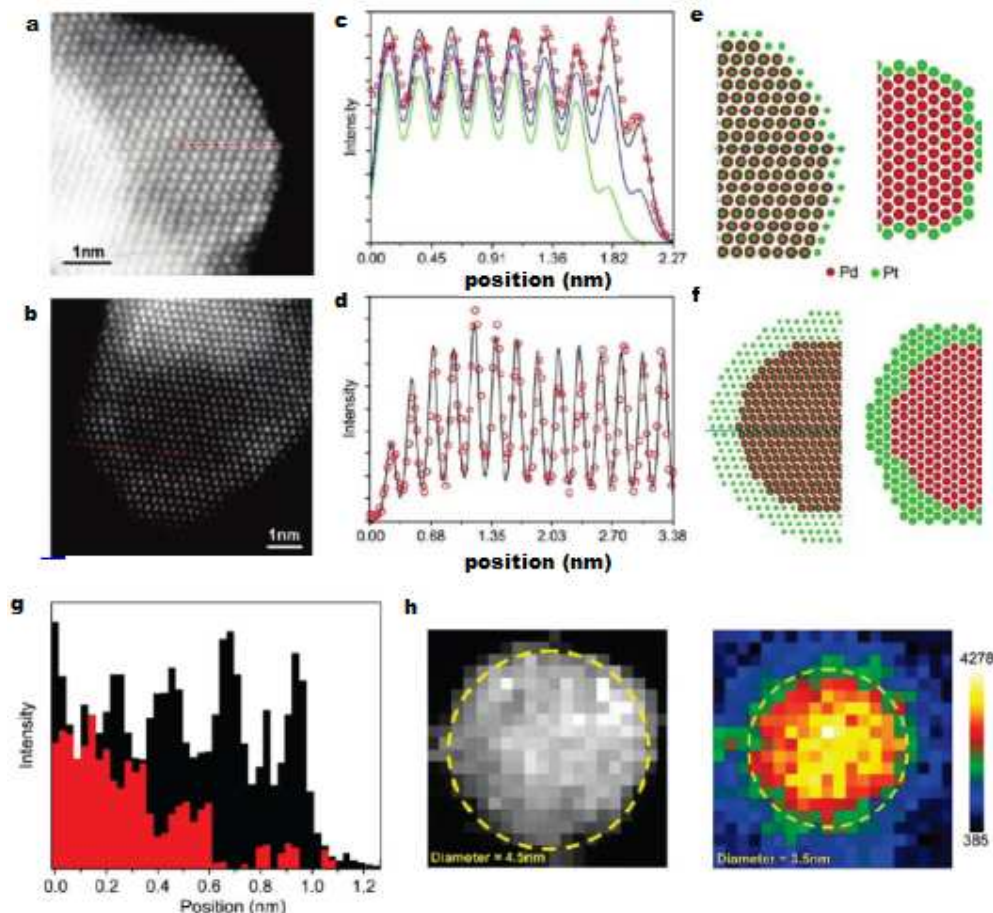 a
1nm
b
1nm
c
Intensity
0.00 0.45 0.91 1.36 1.82 2.27
position (nm)
d
Intensity
0.00 0.68 1.35 2.03 2.70 3.38
position (nm)
e
Pd Pt
f
g
Intensity
0.0 0.2 0.4 0.6 0.8 1.0 1.2
Position (nm)
h
Diameter = 4.5nm
Diameter = 3.5nm
4278
385